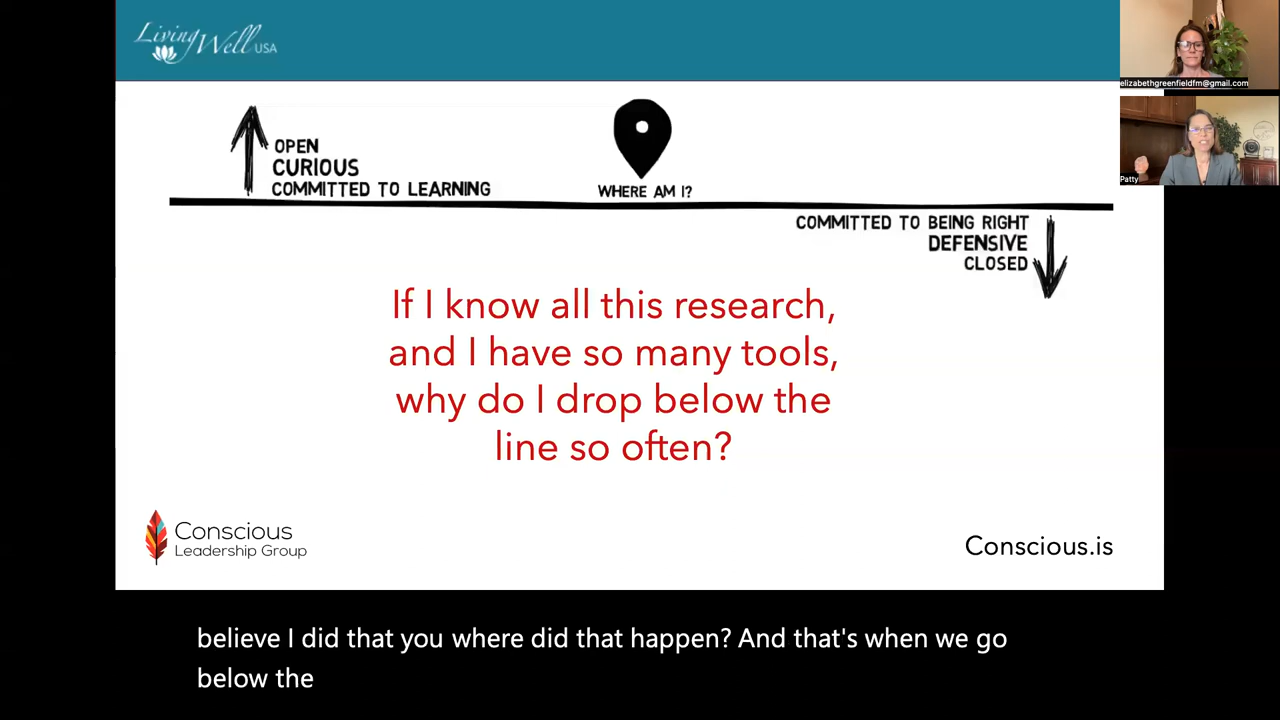 Living Well USA
elizabethgreenfieldfm@gmail.com
Patty
OPEN
CURIOUS
COMMITTED TO LEARNING
WHERE AM I?
COMMITTED TO BEING RIGHT
DEFENSIVE
CLOSED
If I know all this research,
and I have so many tools,
why do I drop below the
line so often?
Conscious
Leadership Group
Conscious.is
believe I did that you where did that happen? And that's when we go
below the